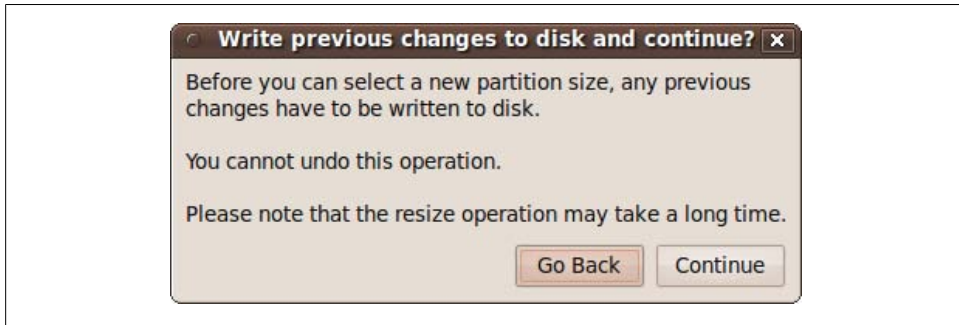 Write previous changes to disk and continue?
Before you can select a new partition size, any previous
changes have to be written to disk.
You cannot undo this operation.
Please note that the resize operation may take a long time.
Go Back Continue